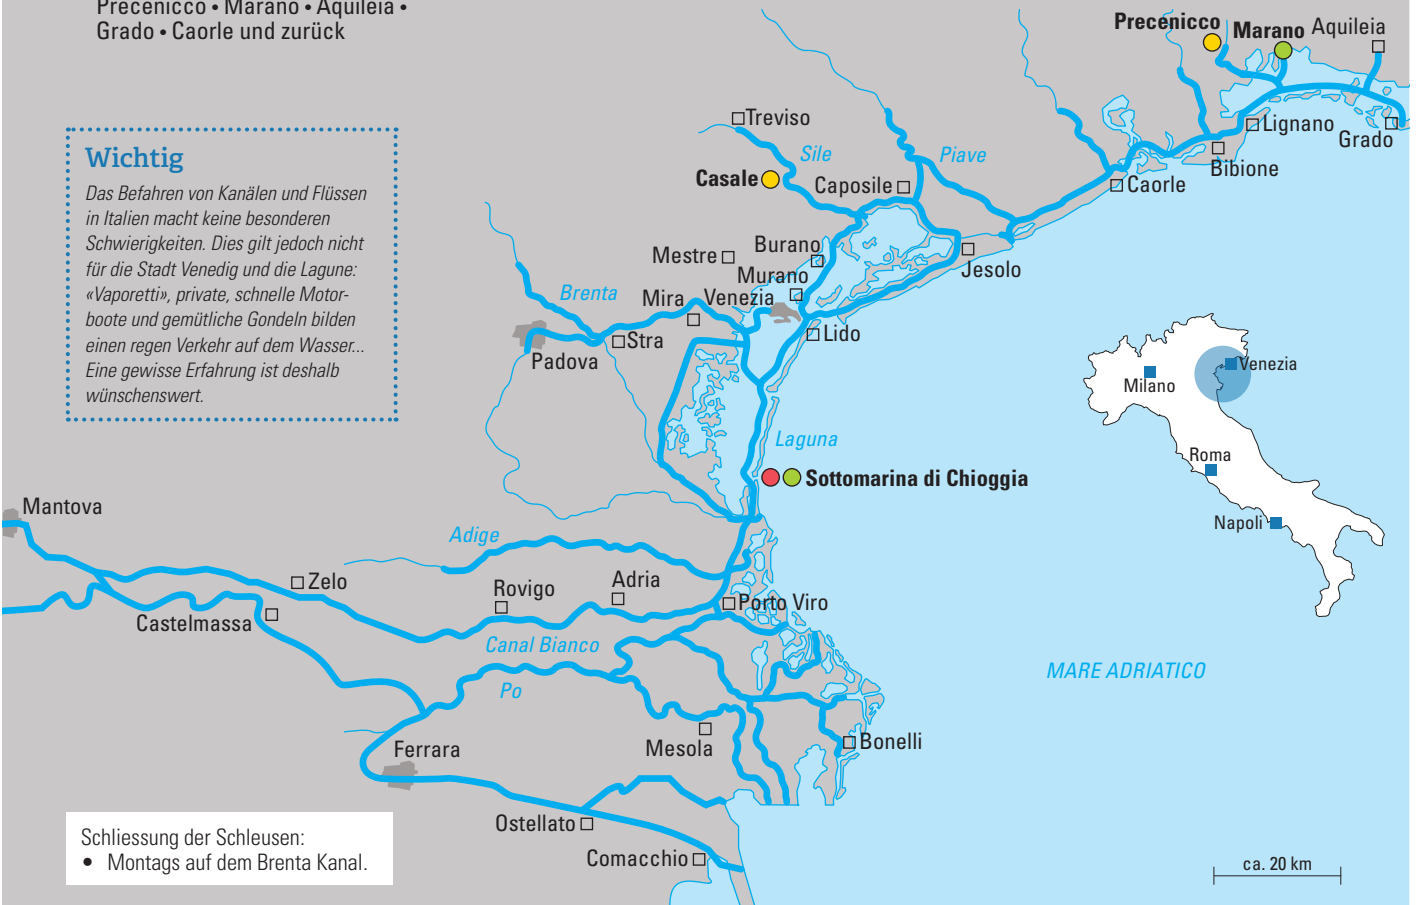 Precenicco • Marano • Aquileia •
Grado • Caorle und zurück
Wichtig
Das Befahren von Kanälen und Flüssen
in Italien macht keine besonderen
Schwierigkeiten. Dies gilt jedoch nicht
für die Stadt Venedig und die Lagune:
«Vaporetti», private, schnelle Motor-
boote und gemütliche Gondeln bilden
einen regen Verkehr auf dem Wasser...
Eine gewisse Erfahrung ist deshalb
wünschenswert.
Precenicco
Marano
Aquileia
Treviso
Lignano
Grado
Sile
Piave
Casale
Caposile
Bibione
Caorle
Burano
Mestre
Jesolo
Murano
Brenta
Mira
Venezia
Stra
Lido
Padova
Venezia
Milano
Laguna
Roma
Sottomarina di Chioggia
Mantova
Napoli
Adige
Zelo
Rovigo
Adria
Porto Viro
Castelmassa
Canal Bianco
MARE ADRIATICO
Po
Ferrara
Mesola
Bonelli
Ostellato
Comacchio
Schliessung der Schleusen:
• Montags auf dem Brenta Kanal.
ca. 20 km